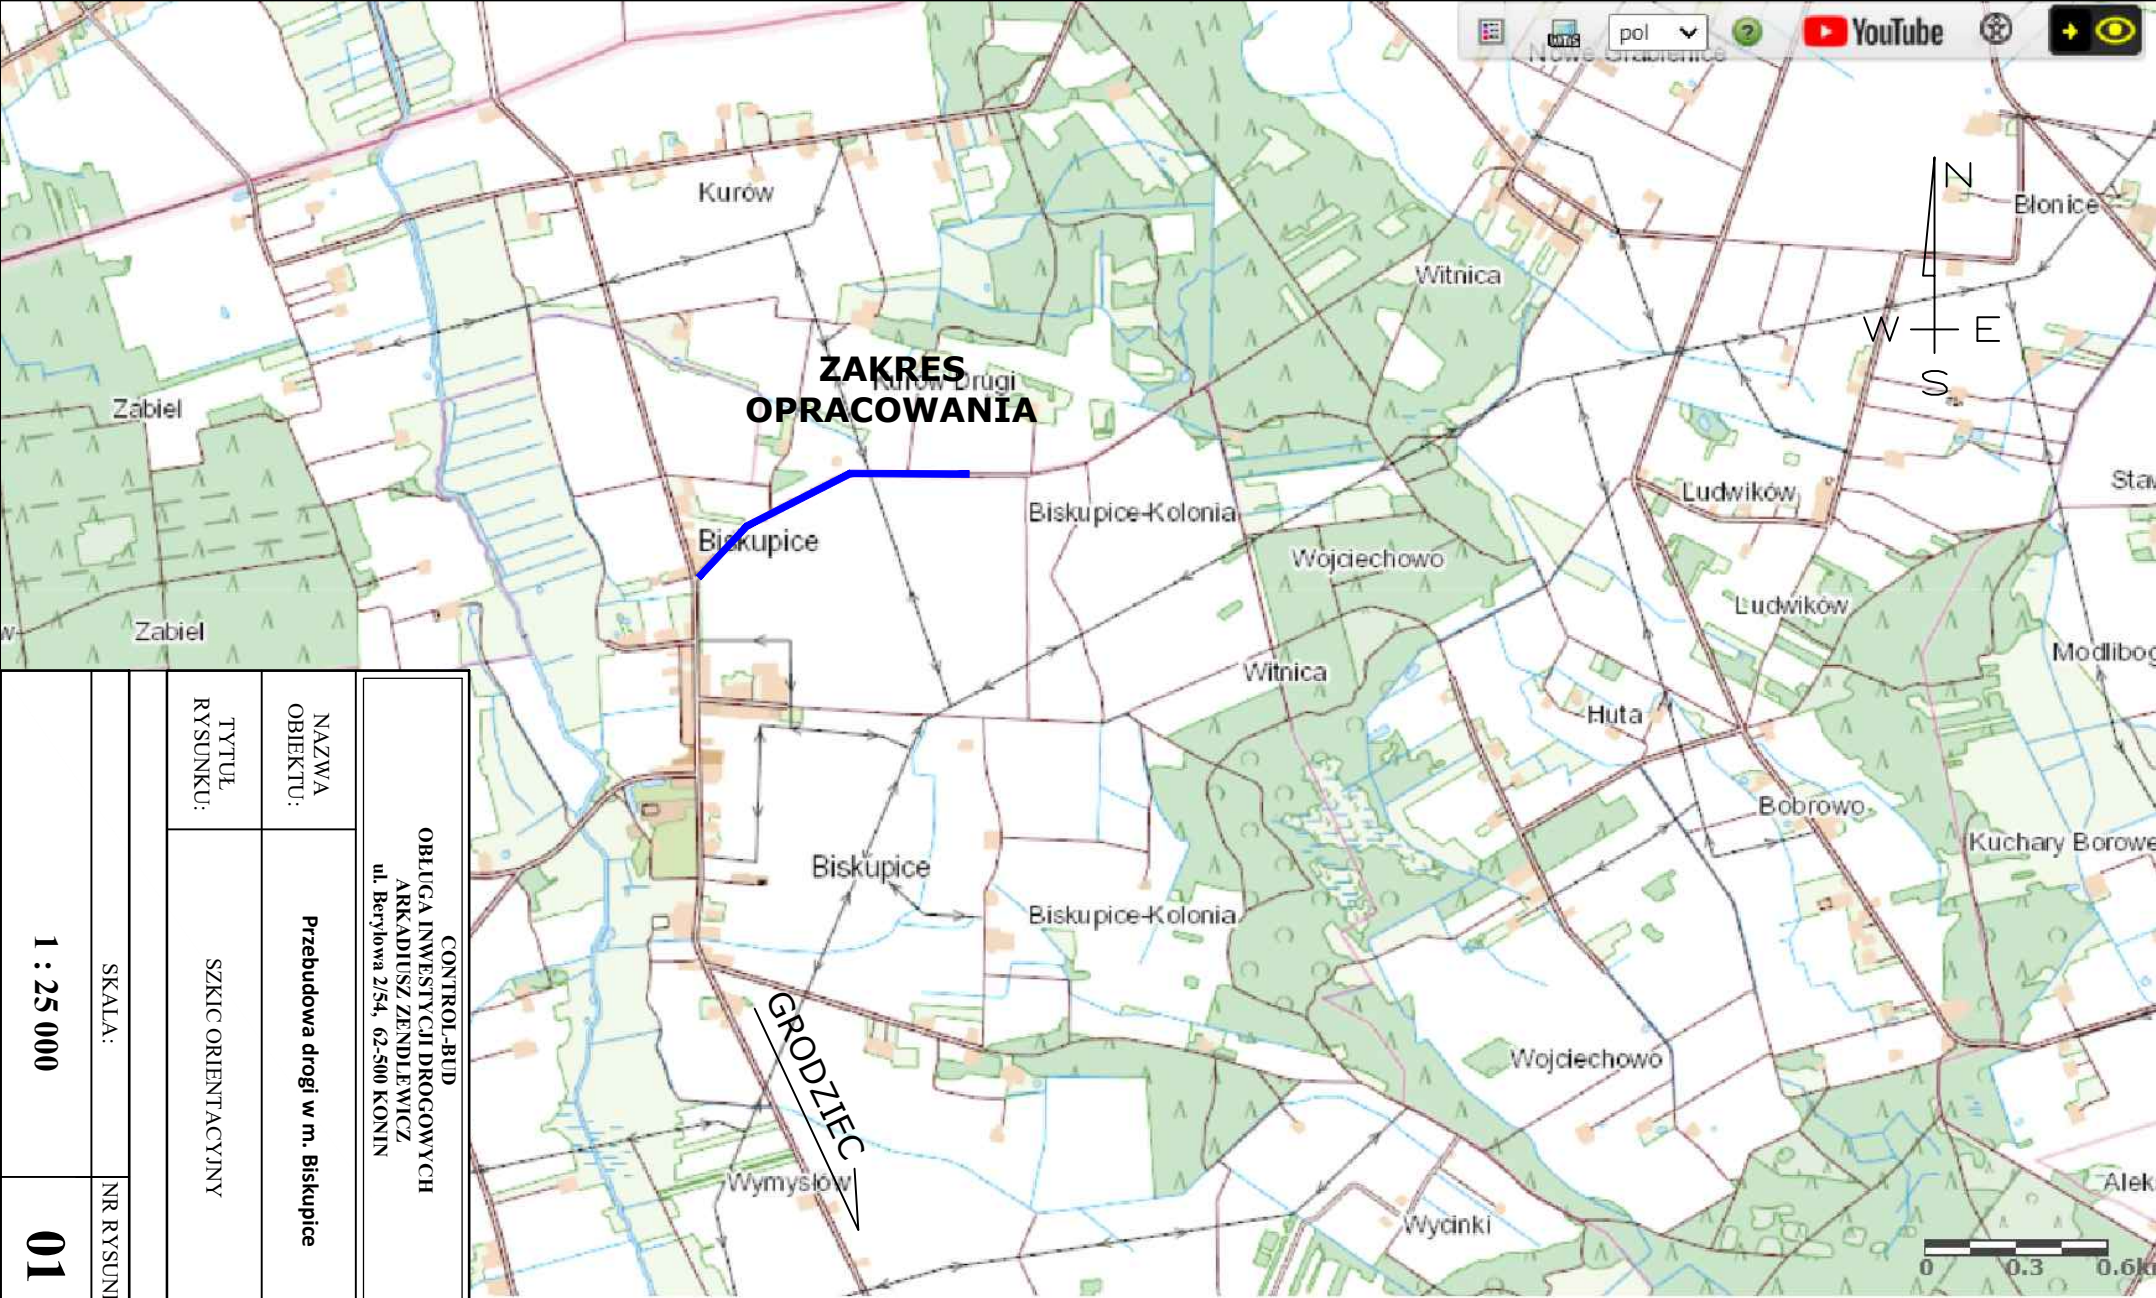 pol
?
YouTube
Nowe Grabienice
N
Błonice
Kurów
Witnica
W
E
S
ZAKRES
Kurów Drugi
OPRACOWANIA
Zabiel
Ludwików
Biskupice-Kolonia
Biskupice
Wojciechowo
Ludwików
Zabiel
Modlibog
Witnica
Huta
Bobrowo
Kuchary Borowe
Biskupice
Biskupice-Kolonia
GRODZIEC
Wojciechowo
Wymysłów
Alek
Wycinki
0
0.3
0.6k
CONTROL-BUD
OBŁUGA INWESTYCJI DROGOWYCH
ARKADIUSZ ZENDLEWICZ
ul. Berylowa 2/54, 62-500 KONIN
NAZWA
OBIEKTU:
Przebudowa drogi w m. Biskupice
TYTUŁ
RYSUNKU:
SZKIC ORIENTACYJNY
SKALA:
NR RYSUN
1 : 25 000
01